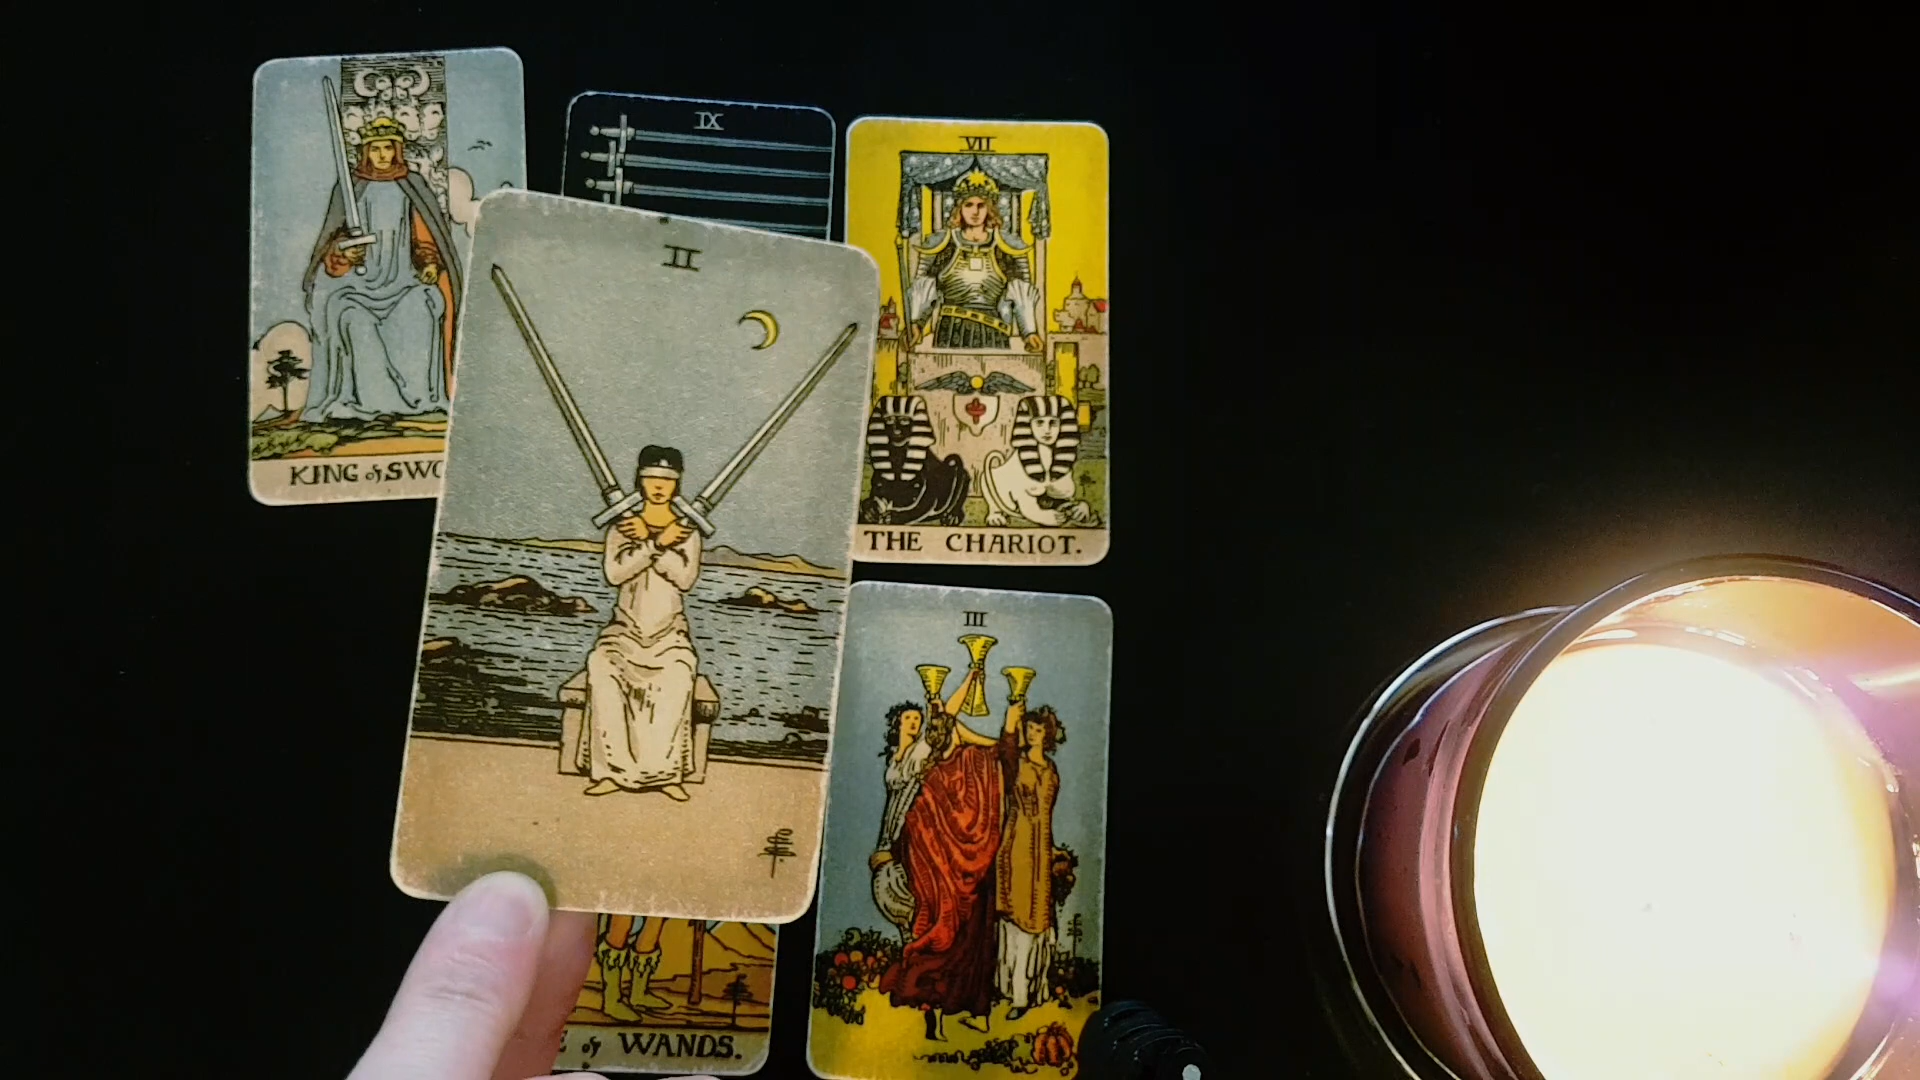 KING of SWO
IX
VII
THE CHARIOT.
II
III
E of WANDS.